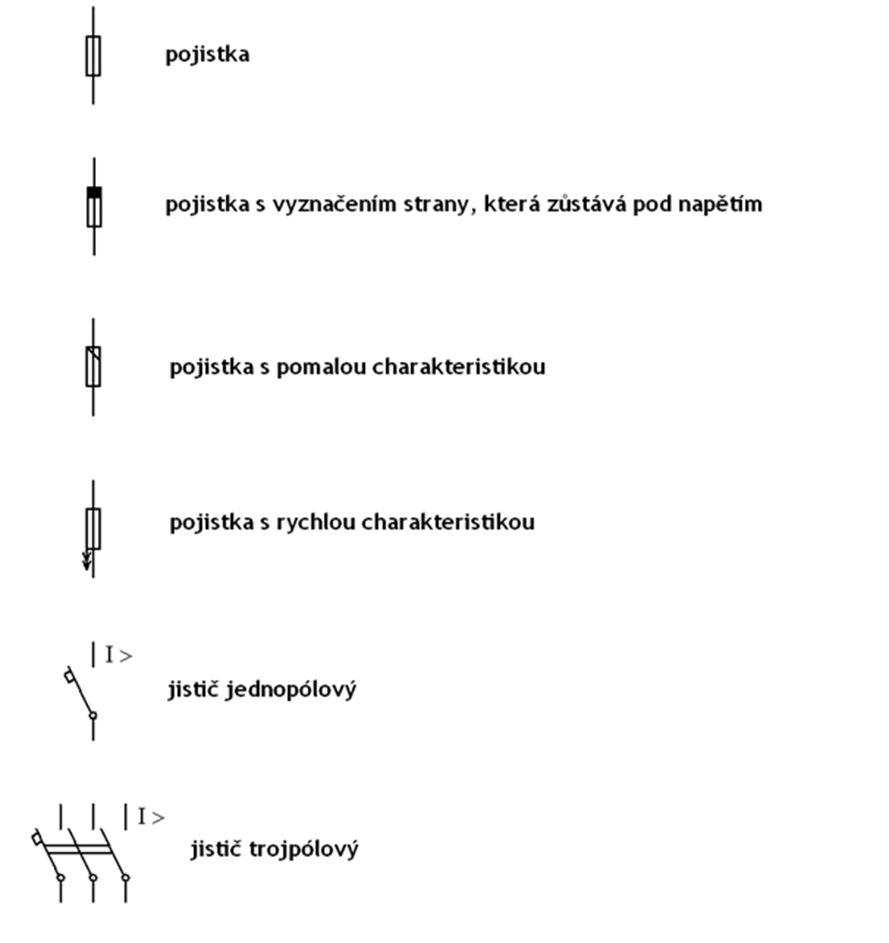 pojistka
pojistka s vyznačením strany, která zůstává pod napětím
pojistka s pomalou charakteristikou
pojistka s rychlou charakteristikou
I >
jistič jednopólový
I >
jistič trojpólový